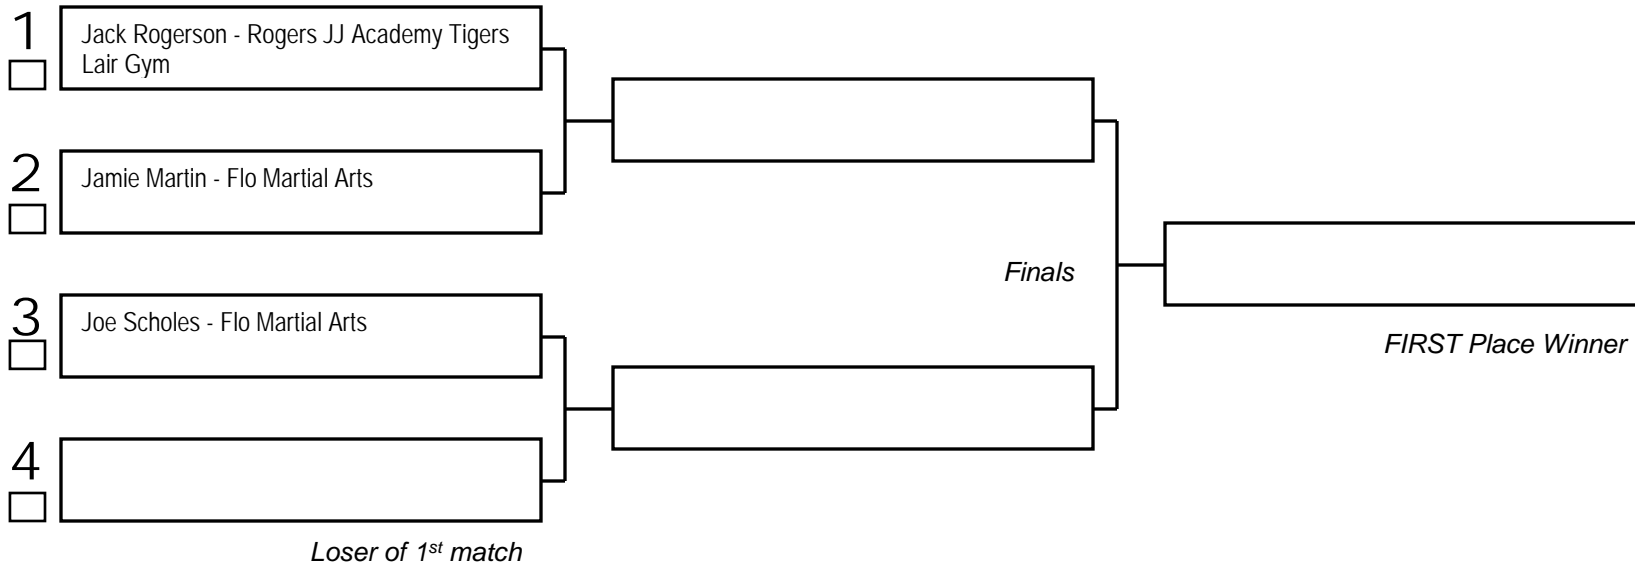 1
Jack Rogerson - Rogers JJ Academy Tigers
Lair Gym
2
Jamie Martin - Flo Martial Arts
Finals
3
Joe Scholes - Flo Martial Arts
FIRST Place Winner
4
Loser of 1st match